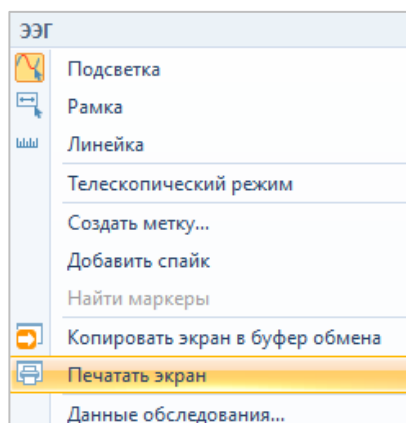 ЭЭГ
Подсветка
Рамка
Линейка
Телескопический режим
Создать метку...
Добавить спайк
Найти маркеры
Копировать экран в буфер обмена
Печатать экран
Данные обследования...